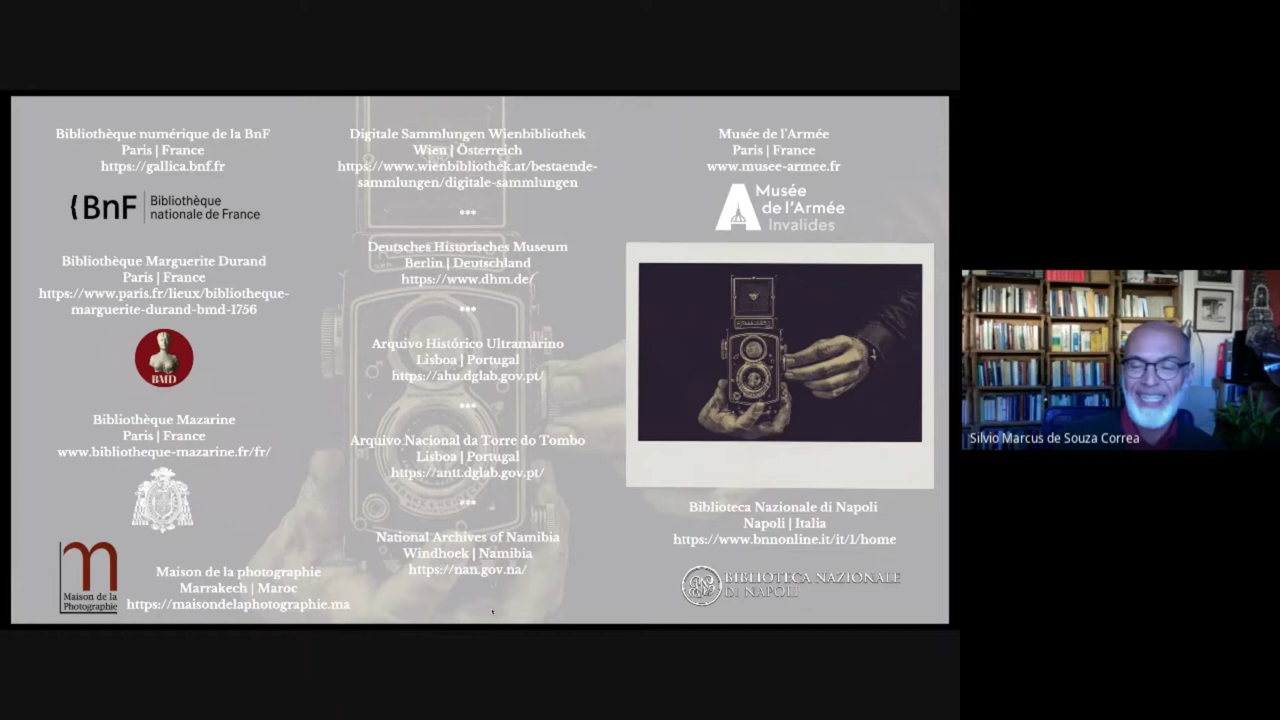 Bibliothèque numérique de la BnF
Paris | France
https://gallica.bnf.fr
BnF
Bibliothèque
nationale de France
Bibliothèque Marguerite Durand
Paris | France
https://www.paris.fr/lieux/bibliotheque-
marguerite-durand-bmd-1756
BMD
Bibliothèque Mazarine
Paris | France
www.bibliotheque-mazarine.fr/fr/
m
Maison de la
Photographie
Maison de la photographie
Marrakech | Maroc
https://maisondelaphotographie.ma
Digitale Sammlungen Wienbibliothek
Wien | Österreich
https://www.wienbibliothek.at/bestaende-
sammlungen/digitale-sammlungen
***
Deutsches Historisches Museum
Berlin | Deutschland
https://www.dhm.de/
***
Arquivo Histórico Ultramarino
Lisboa | Portugal
https://ahu.dglab.gov.pt/
***
Arquivo Nacional da Torre do Tombo
Lisboa | Portugal
https://antt.dglab.gov.pt/
***
National Archives of Namibia
Windhoek | Namibia
https://nan.gov.na/
Musée de l'Armée
Paris | France
www.musee-armee.fr
Musée
de l'Armée
Invalides
Biblioteca Nazionale di Napoli
Napoli | Italia
https://www.bnnonline.it/it/1/home
BIBLIOTECA NAZIONALE
DI NAPOLI
Silvio Marcus de Souza Correa